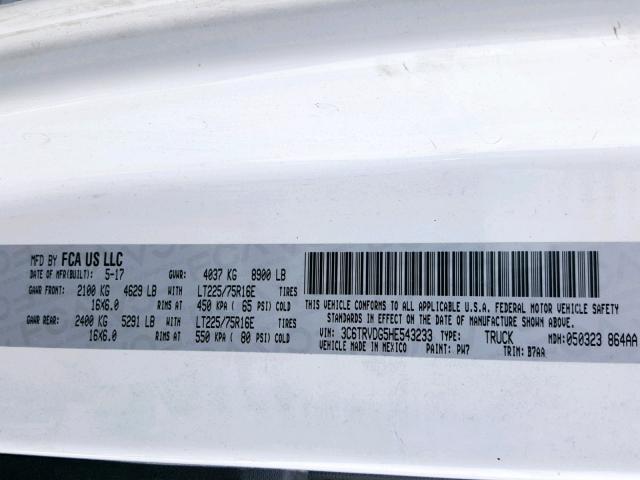 MFD BY FCA US LLC
DATE OF MFR(BUILT): 5-17 GVWR: 4037 KG 8900 LB
GAWR FRONT: 2100 KG 4629 LB WITH LT225/75R16E TIRES
16X6.0 RIMS AT 450 KPA ( 65 PSI) COLD
GAWR REAR: 2400 KG 5291 LB WITH LT225/75R16E TIRES
16X6.0 RIMS AT 550 KPA ( 80 PSI) COLD
THIS VEHICLE CONFORMS TO ALL APPLICABLE U.S.A. FEDERAL MOTOR VEHICLE SAFETY
STANDARDS IN EFFECT ON THE DATE OF MANUFACTURE SHOWN ABOVE.
VIN: 3C6TRVDG5HE543233 TYPE: TRUCK MDH: 050323 864AA
VEHICLE MADE IN MEXICO PAINT: PW7 TRIM: B7AA